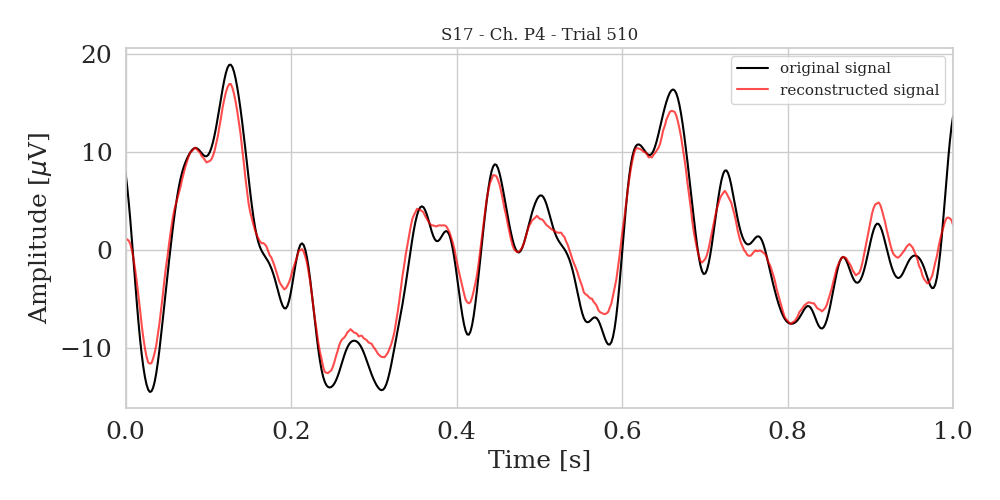 S17 - Ch. P4 - Trial 510
original signal
reconstructed signal
Amplitude [μV]
20
10
0
−10
0.0 0.2 0.4 0.6 0.8 1.0
Time [s]